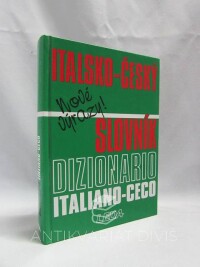 ITALSKO-ČESKÝ
Nové
výrazy!
SLOVNÍK
DIZIONARIO
ITALIANO-CECO